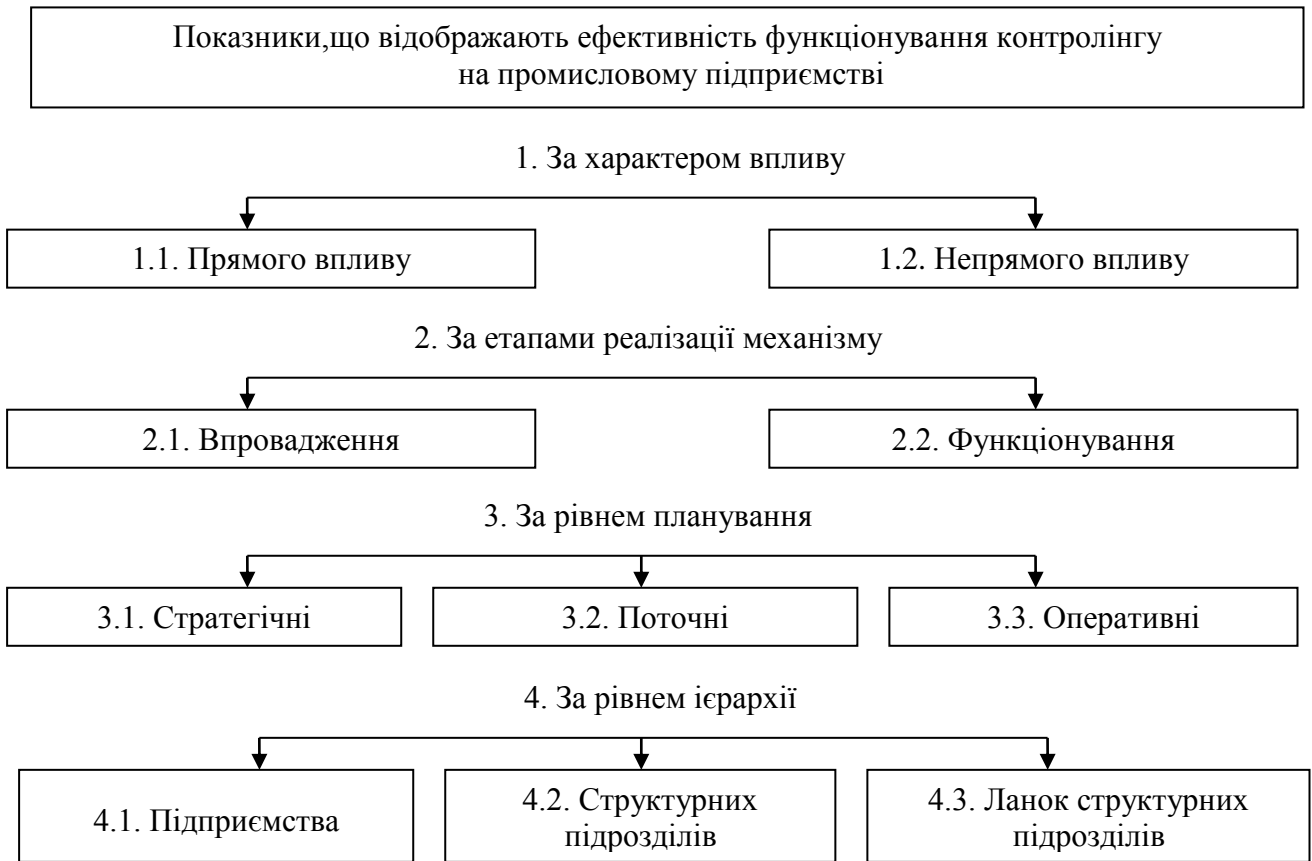 Показники,що відображають ефективність функціонування контролінгу
на промисловому підприємстві
1. За характером впливу
1.1. Прямого впливу
1.2. Непрямого впливу
2. За етапами реалізації механізму
2.1. Впровадження
2.2. Функціонування
3. За рівнем планування
3.1. Стратегічні
3.2. Поточні
3.3. Оперативні
4. За рівнем ієрархії
4.1. Підприємства
4.2. Структурних
підрозділів
4.3. Ланок структурних
підрозділів